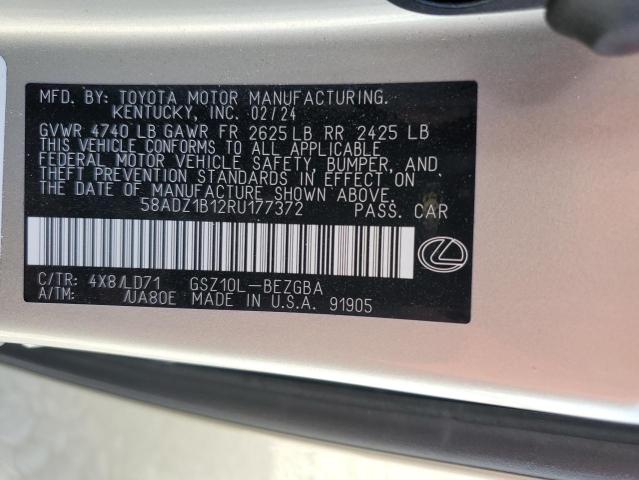 MFD. BY: TOYOTA MOTOR MANUFACTURING.
KENTUCKY, INC. 02/24
GVWR 4740 LB GAWR FR 2625 LB RR 2425 LB
THIS VEHICLE CONFORMS TO ALL APPLICABLE
FEDERAL MOTOR VEHICLE SAFETY, BUMPER, AND
THEFT PREVENTION STANDARDS IN EFFECT ON
THE DATE OF MANUFACTURE SHOWN ABOVE.
58ADZ1B12RU177372 PASS. CAR
C/TR: 4X8/LD71 GSZ10L-BEZGBA
A/TM: /UA80E MADE IN U.S.A. 91905